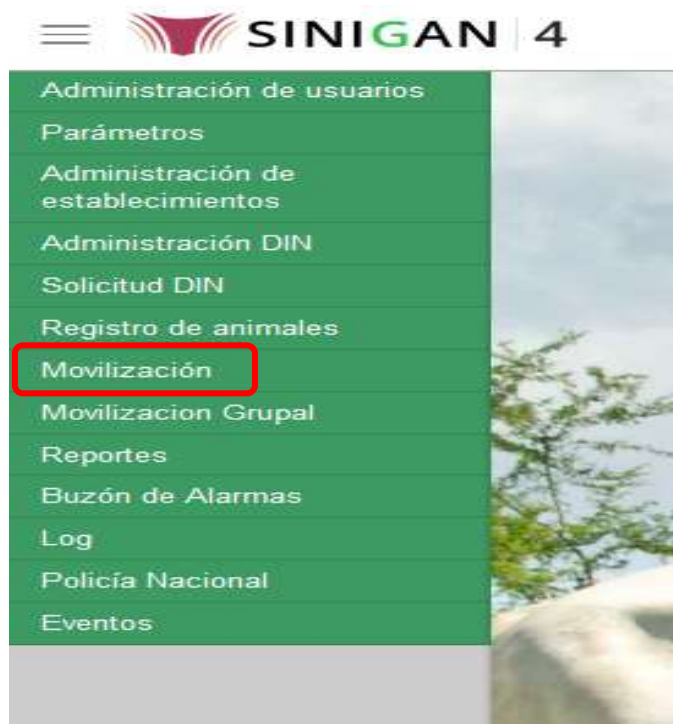 SINIGAN 4
Administración de usuarios
Parámetros
Administración de
establecimientos
Administración DIN
Solicitud DIN
Registro de animales
Movilización
Movilizacion Grupal
Reportes
Buzón de Alarmas
Log
Policía Nacional
Eventos